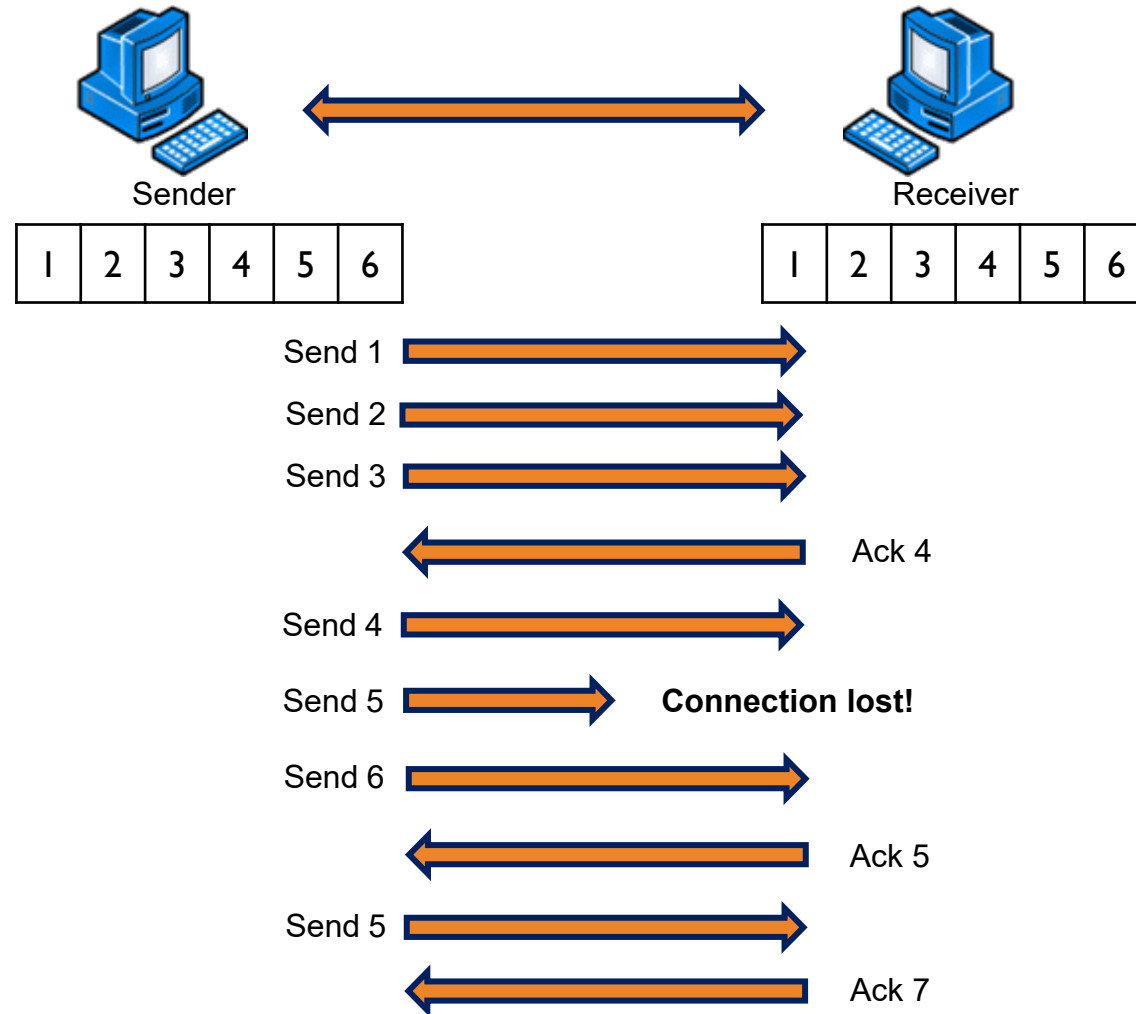 Sender Receiver
1 2 3 4 5 6 1 2 3 4 5 6
Send 1
Send 2
Send 3
Ack 4
Send 4
Send 5 Connection lost!
Send 6
Ack 5
Send 5
Ack 7